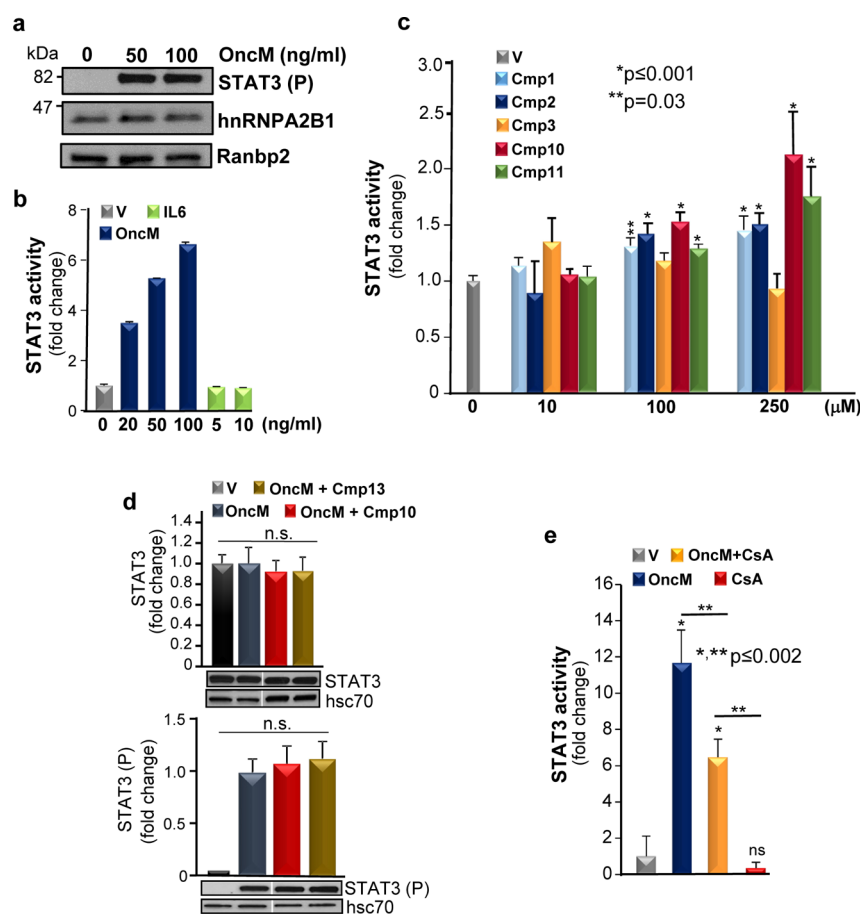 a
kDa 0 50 100 OncM (ng/ml)
82 STAT3 (P)
47 hnRNPA2B1
Ranbp2
b
V IL6
OncM
STAT3 activity
(fold change)
8
6
4
2
0
0 20 50 100 5 10 (ng/ml)
c
V
Cmp1
Cmp2
Cmp3
Cmp10
Cmp11
*p≤0.001
**p=0.03
STAT3 activity
(fold change)
3.0
2.5
2.0
1.5
1.0
0.5
0
** * * * * * * *
0 10 100 250 (μM)
d
V OncM + Cmp13
OncM OncM + Cmp10
n.s.
STAT3
(fold change)
1.4
1.2
1.0
0.8
0.6
0.4
0.2
0
STAT3
hsc70
n.s.
STAT3 (P)
(fold change)
1.5
1.0
0.5
0
STAT3 (P)
hsc70
e
V OncM+CsA
OncM CsA
STAT3 activity
(fold change)
16
14
12
10
8
6
4
2
0
**
*
*,** p≤0.002
**
*
ns